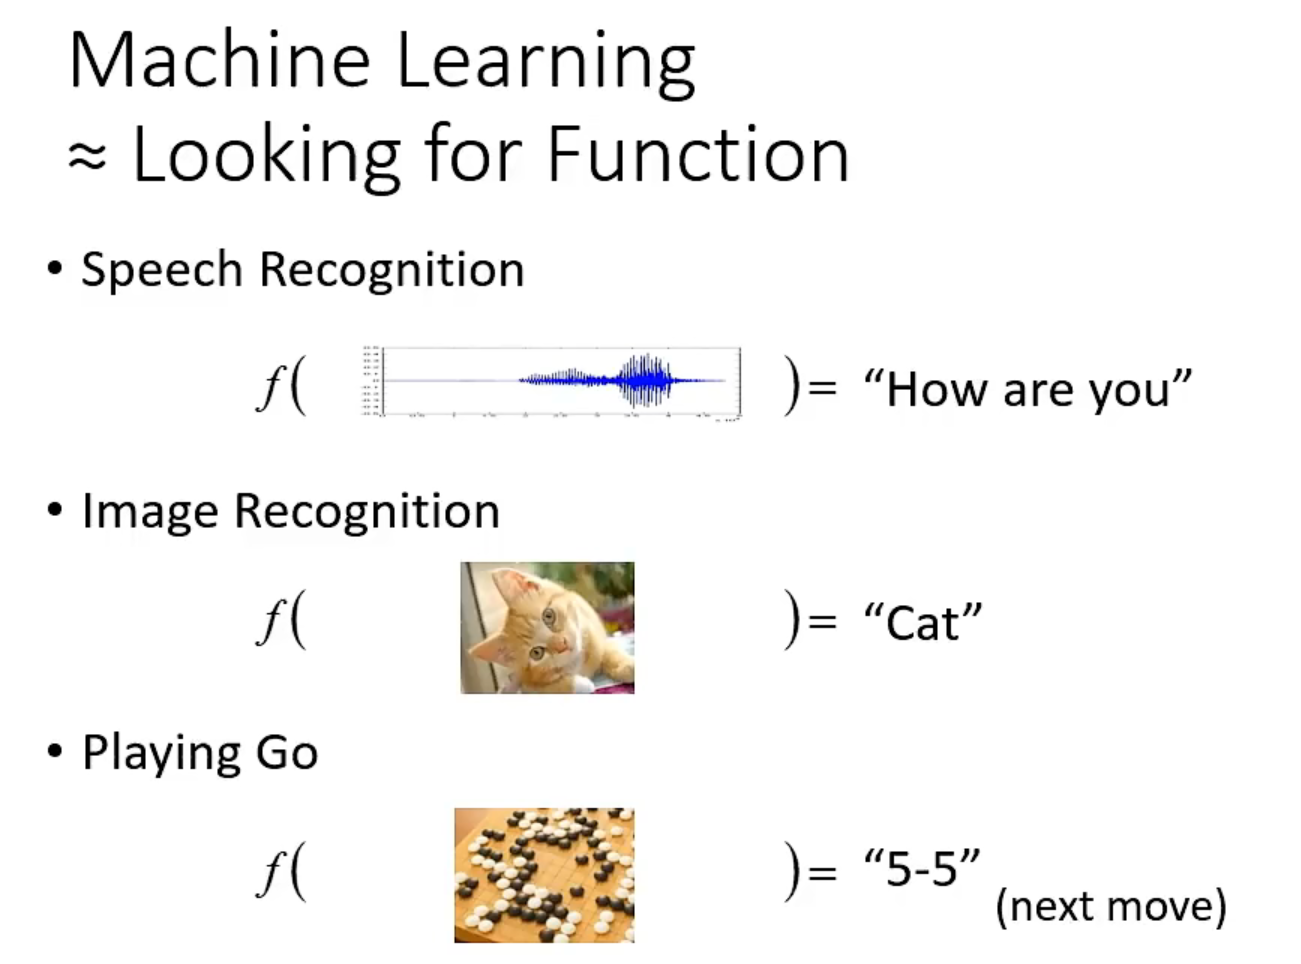 Machine Learning
≈ Looking for Function
• Speech Recognition
f( )= “How are you”
• Image Recognition
f( )= “Cat”
• Playing Go
f( )= “5-5”
(next move)